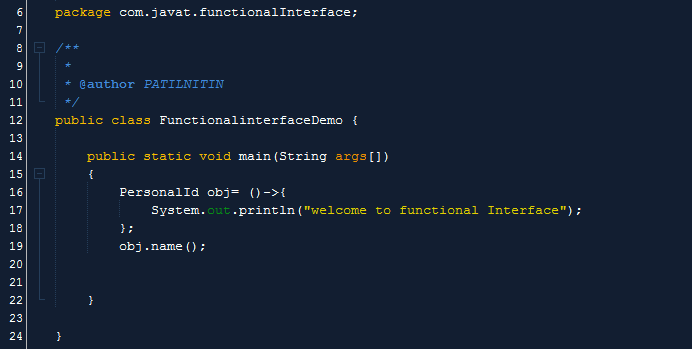 6 package com.javat.functionalInterface;
7
8 /**
9 *
10 * @author PATILNITIN
11 */
12 public class FunctionalinterfaceDemo {
13
14 public static void main(String args[])
15 {
16 PersonalId obj= ()->{
17 System.out.println("welcome to functional Interface");
18 };
19 obj.name();
20
21
22 }
23
24 }